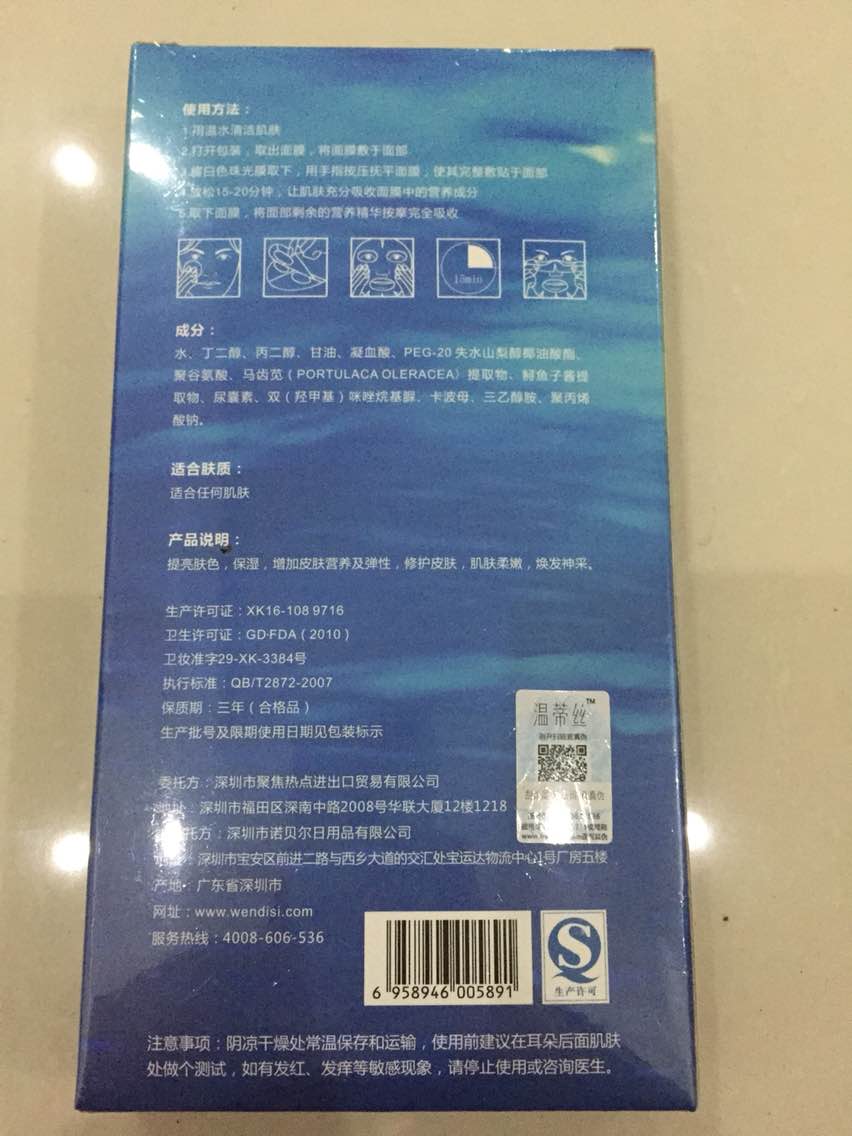 使用方法：
1.用温水清洁肌肤
2.打开包装，取出面膜，将面膜敷于面部
3.将白色珠光膜取下，用手指按压抚平面膜，使其完整敷贴于面部
4.放松15-20分钟，让肌肤充分吸收面膜中的营养成分
5.取下面膜，将面部剩余的营养精华按摩完全吸收
15min
成分：
水、丁二醇、丙二醇、甘油、凝血酸、PEG-20 失水山梨醇椰油酸酯、
聚谷氨酸、马齿苋（PORTULACA OLERACEA）提取物、鲟鱼子酱提
取物、尿囊素、双（羟甲基）咪唑烷基脲、卡波母、三乙醇胺、聚丙烯
酸钠。
适合肤质：
适合任何肌肤
产品说明：
提亮肤色，保湿，增加皮肤营养及弹性，修护皮肤，肌肤柔嫩，焕发神采。
生产许可证：XK16-108 9716
卫生许可证：GD·FDA（2010）
卫妆准字29-XK-3384号
执行标准：QB/T2872-2007
保质期：三年（合格品）
生产批号及限期使用日期见包装标示
温蒂丝™
委托方：深圳市聚焦热点进出口贸易有限公司
地址：深圳市福田区深南中路2008号华联大厦12楼1218
托方：深圳市诺贝尔日用品有限公司
深圳市宝安区前进二路与西乡大道的交汇处宝运达物流中心1号厂房五楼
产地：广东省深圳市
网址：www.wendisi.com
服务热线：4008-606-536
6 958946 005891
QS
生产许可
注意事项：阴凉干燥处常温保存和运输，使用前建议在耳朵后面肌肤
处做个测试，如有发红、发痒等敏感现象，请停止使用或咨询医生。